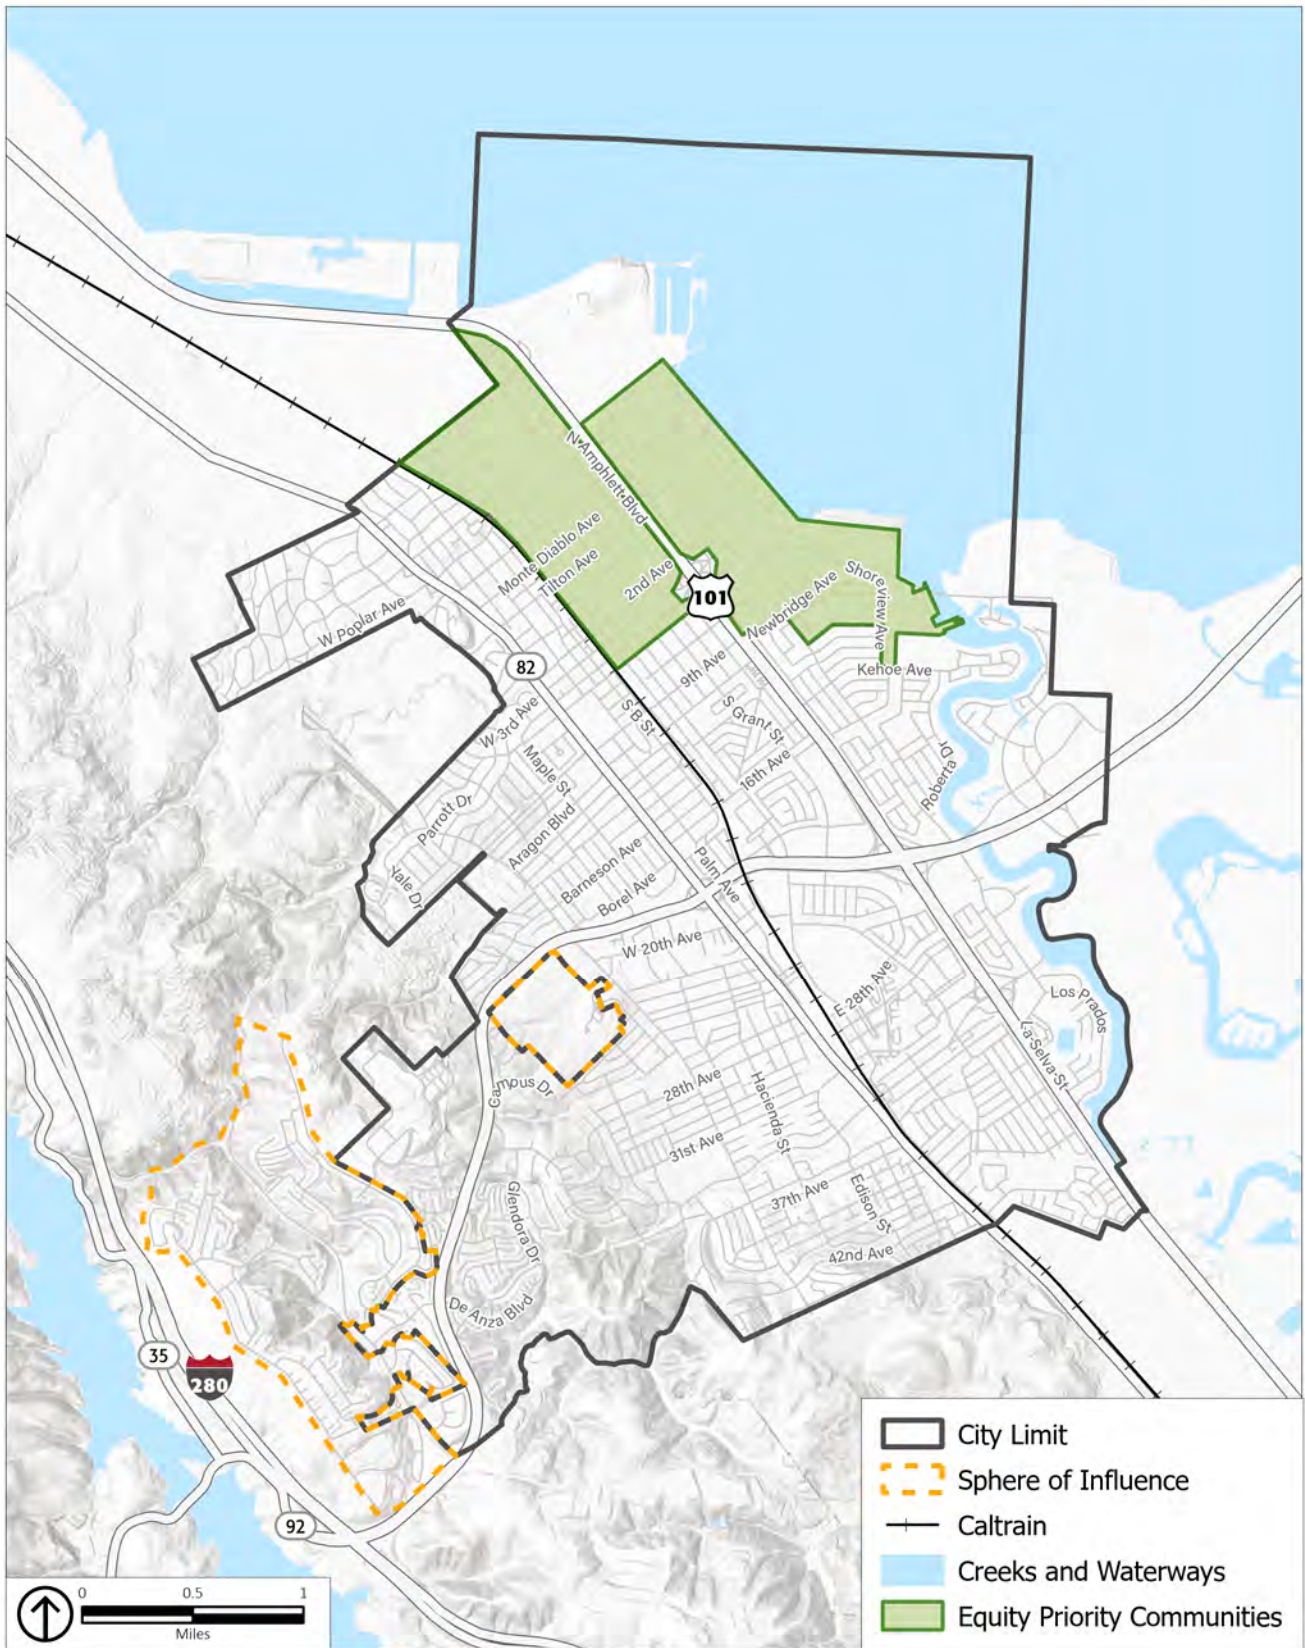 N Amphlett Blvd
Monte Diablo Ave
Tilton Ave
2nd Ave
101
Newbridge Ave
Shoreview Ave
W Poplar Ave
82
9th Ave
Kehoe Ave
S B St
S Grant St
W 3rd Ave
Maple St
16th Ave
Roberta Dr
Parrott Dr
Aragon Blvd
Yale Dr
Barneson Ave
Palm Ave
Borel Ave
W 20th Ave
E 28th Ave
Los Prados
La Selva St
Campus Dr
28th Ave
Hacienda St
31st Ave
37th Ave
Edison St
Glendora Dr
42nd Ave
De Anza Blvd
35
280
92
City Limit
Sphere of Influence
Caltrain
Creeks and Waterways
Equity Priority Communities
0 0.5 1
Miles